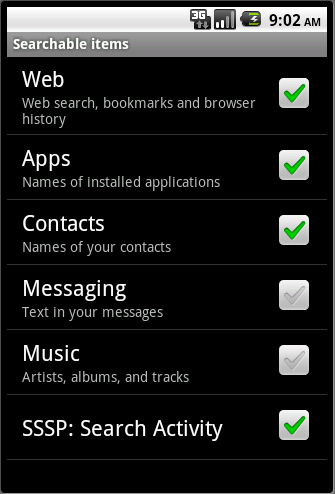 3G 9:02 AM
Searchable items
Web
Web search, bookmarks and browser
history
Apps
Names of installed applications
Contacts
Names of your contacts
Messaging
Text in your messages
Music
Artists, albums, and tracks
SSSP: Search Activity